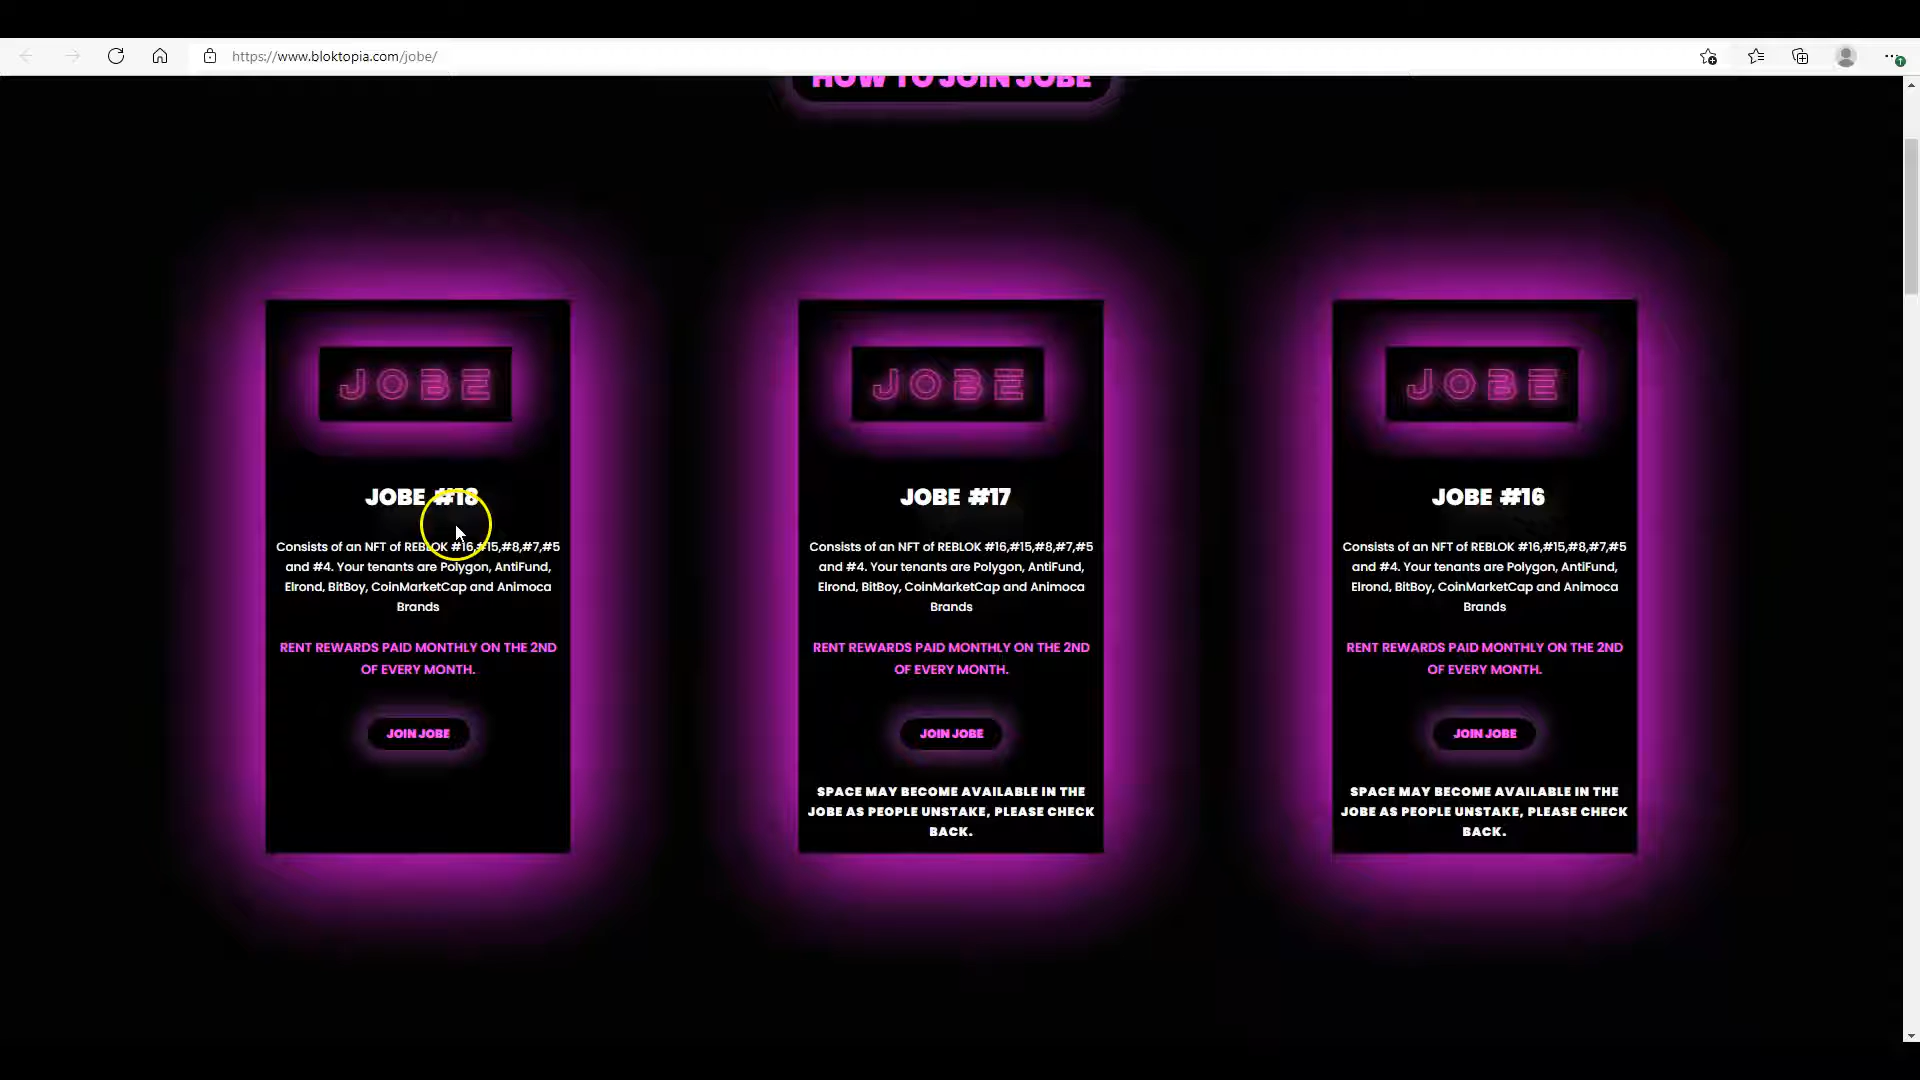 https://www.bloktopia.com/jobe/
HOW TO JOIN JOBE
JOBE
JOBE #18
Consists of an NFT of REBLOK #16,#15,#8,#7,#5
and #4. Your tenants are Polygon, AntiFund,
Elrond, BitBoy, CoinMarketCap and Animoca
Brands
RENT REWARDS PAID MONTHLY ON THE 2ND
OF EVERY MONTH.
JOIN JOBE
JOBE
JOBE #17
Consists of an NFT of REBLOK #16,#15,#8,#7,#5
and #4. Your tenants are Polygon, AntiFund,
Elrond, BitBoy, CoinMarketCap and Animoca
Brands
RENT REWARDS PAID MONTHLY ON THE 2ND
OF EVERY MONTH.
JOIN JOBE
SPACE MAY BECOME AVAILABLE IN THE
JOBE AS PEOPLE UNSTAKE, PLEASE CHECK
BACK.
JOBE
JOBE #16
Consists of an NFT of REBLOK #16,#15,#8,#7,#5
and #4. Your tenants are Polygon, AntiFund,
Elrond, BitBoy, CoinMarketCap and Animoca
Brands
RENT REWARDS PAID MONTHLY ON THE 2ND
OF EVERY MONTH.
JOIN JOBE
SPACE MAY BECOME AVAILABLE IN THE
JOBE AS PEOPLE UNSTAKE, PLEASE CHECK
BACK.